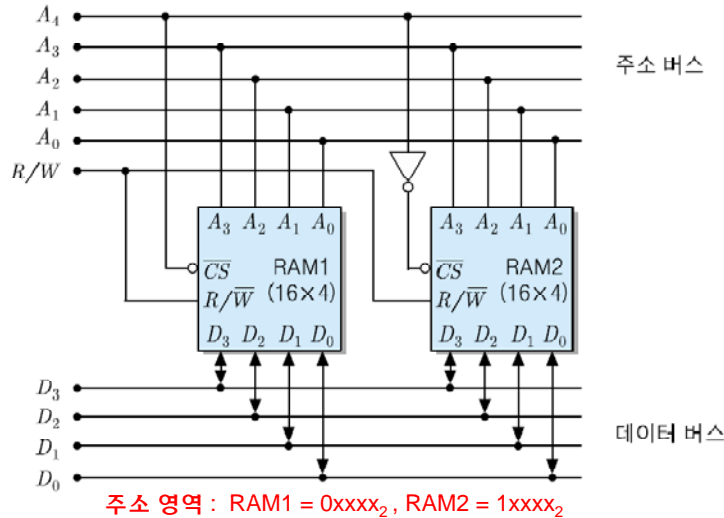 A₄
A₃
주소 버스
A₂
A₁
A₀
R/W
A₃ A₂ A₁ A₀
A₃ A₂ A₁ A₀
C̅S̅ RAM1
C̅S̅ RAM2
R/W̅ (16×4)
R/W̅ (16×4)
D₃ D₂ D₁ D₀
D₃ D₂ D₁ D₀
D₃
D₂
데이터 버스
D₁
D₀
주소 영역 : RAM1 = 0xxxx₂ , RAM2 = 1xxxx₂